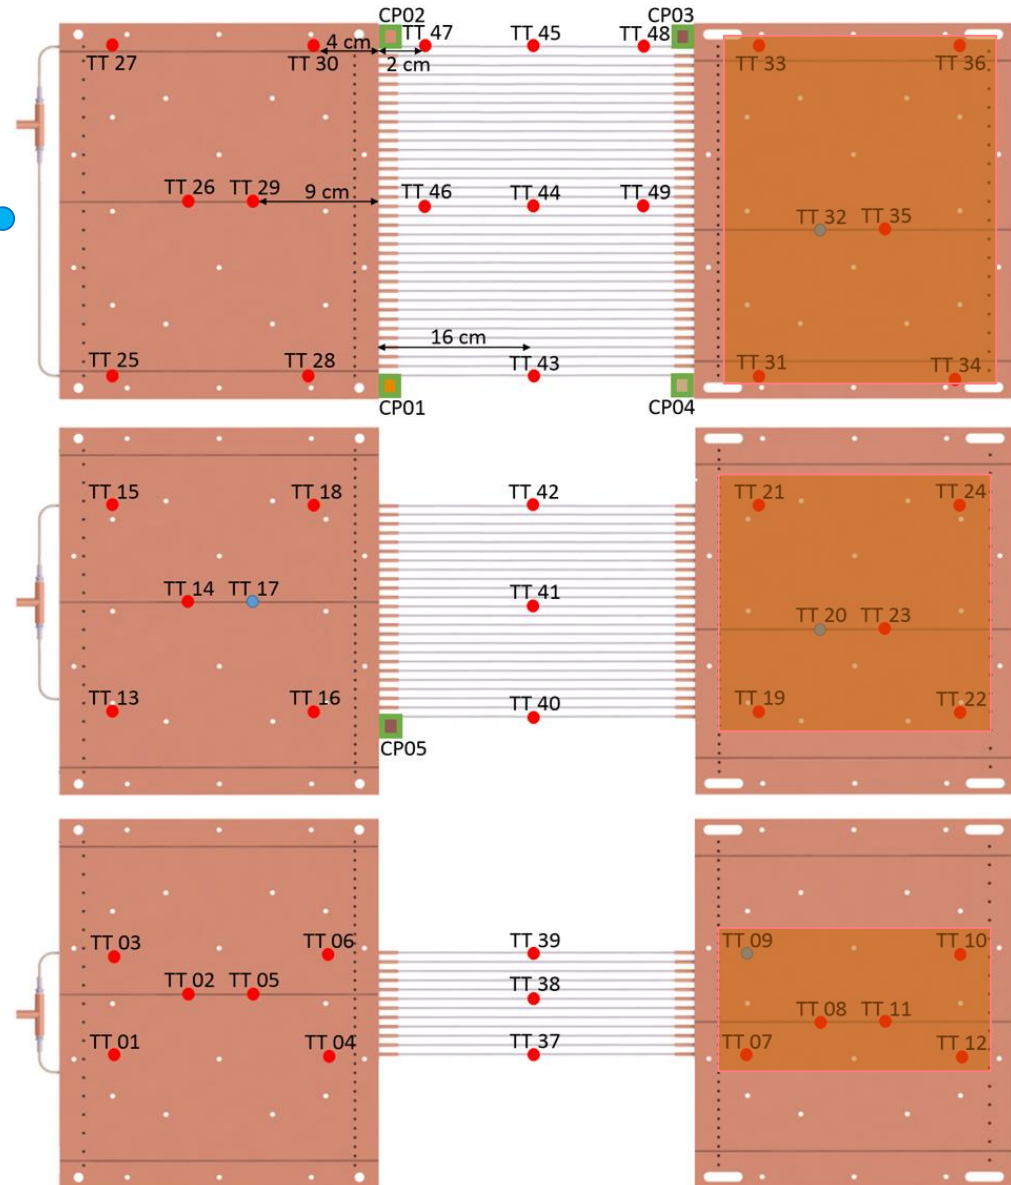 CP02 TT 47 TT 45 CP03 TT 48
TT 27 4 cm TT 30 2 cm TT 33 TT 36
TT 26 TT 29 9 cm TT 46 TT 44 TT 49 TT 32 TT 35
16 cm
TT 25 TT 28 TT 43 TT 31 TT 34
CP01 CP04
TT 15 TT 18 TT 42 TT 21 TT 24
TT 14 TT 17 TT 41 TT 20 TT 23
TT 13 TT 16 TT 40 TT 19 TT 22
CP05
TT 03 TT 06 TT 39 TT 09 TT 10
TT 02 TT 05 TT 38 TT 08 TT 11
TT 01 TT 04 TT 37 TT 07 TT 12